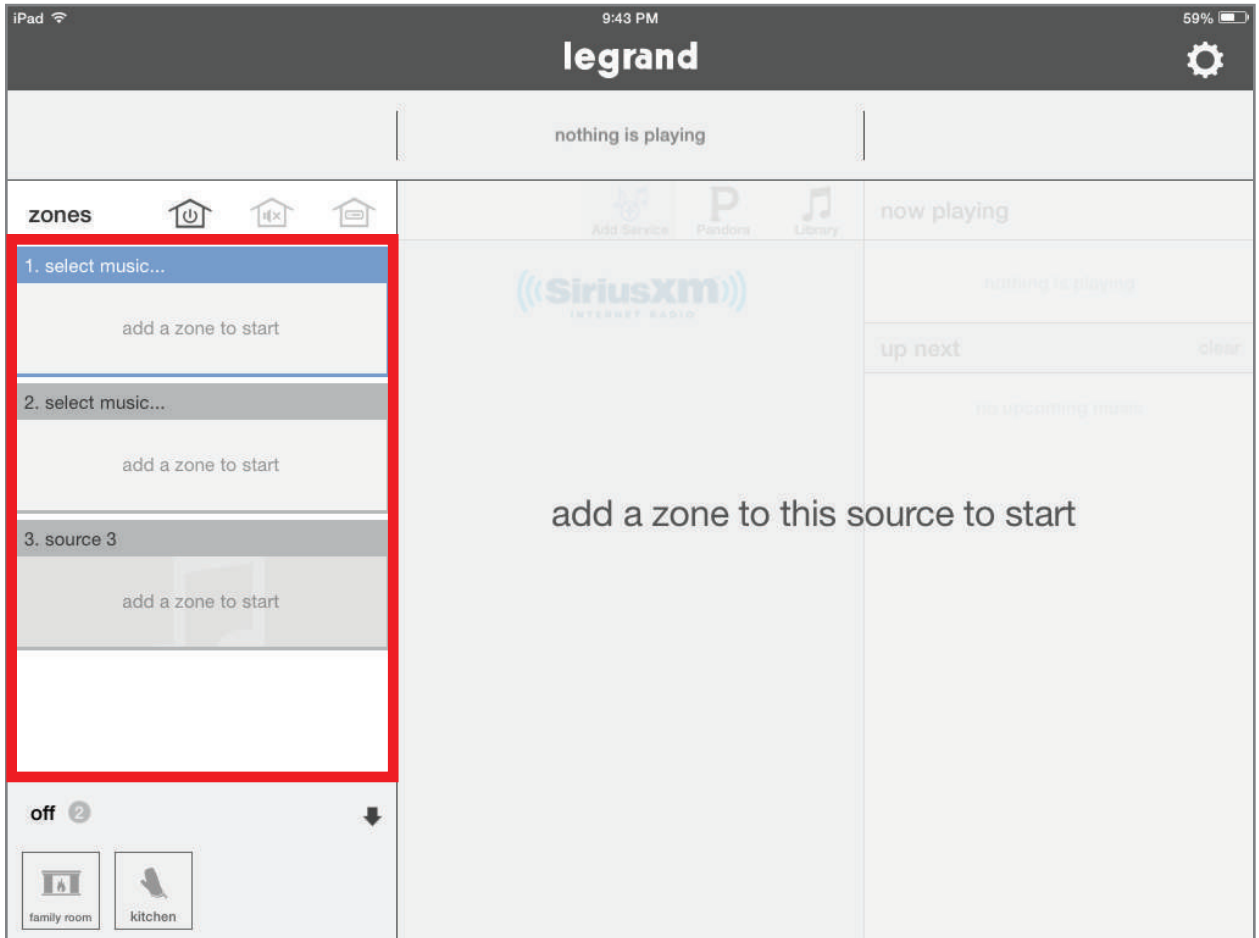 iPad 9:43 PM 59%
legrand
nothing is playing
zones
1. select music...
add a zone to start
2. select music...
add a zone to start
3. source 3
add a zone to start
off 2
family room
kitchen
Add Service Pandora Library
((SiriusXM))
INTERNET RADIO
add a zone to this source to start
now playing
nothing is playing
up next clear
no upcoming music